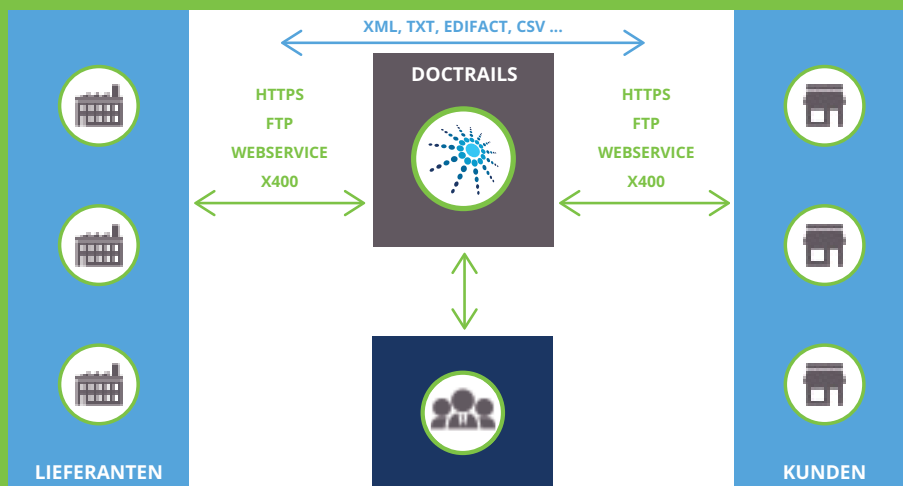 XML, TXT, EDIFACT, CSV ...
DOCTRAILS
HTTPS
FTP
WEBSERVICE
X400
HTTPS
FTP
WEBSERVICE
X400
LIEFERANTEN
KUNDEN